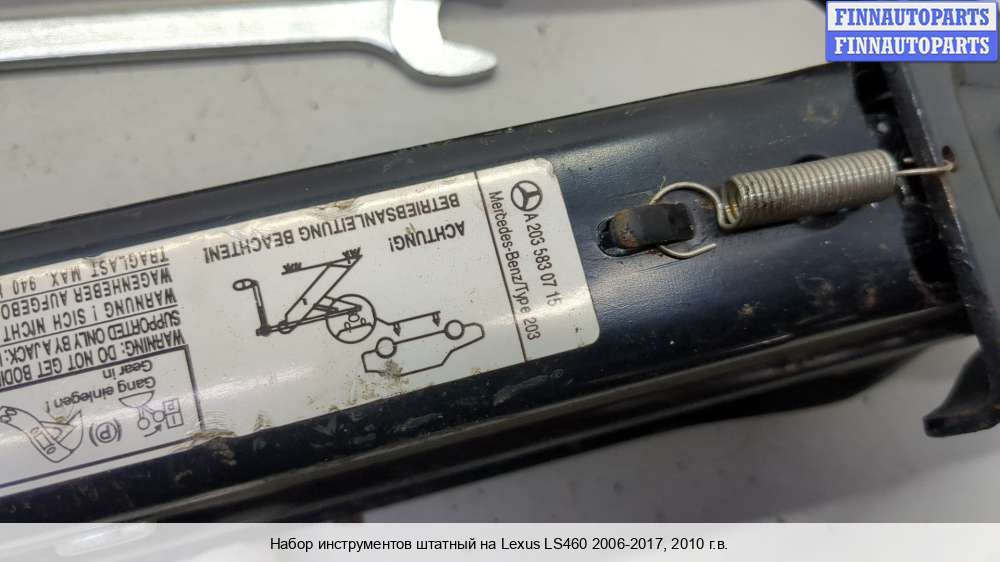 FINNAUTOPARTS
FINNAUTOPARTS
A 203 583 07 15
Mercedes-Benz/Type 203
ACHTUNG!
BETRIEBSANLEITUNG BEACHTEN!
TRAGLAST MAX 940
WAGENHEBER AUFGEBO
WARNUNG ! SICH NICHT
SUPPORTED ONLY BY A JACK:
WARNING: DO NOT GET BODI
Gear in
Gang einlegen !
(P)
Набор инструментов штатный на Lexus LS460 2006-2017, 2010 г.в.